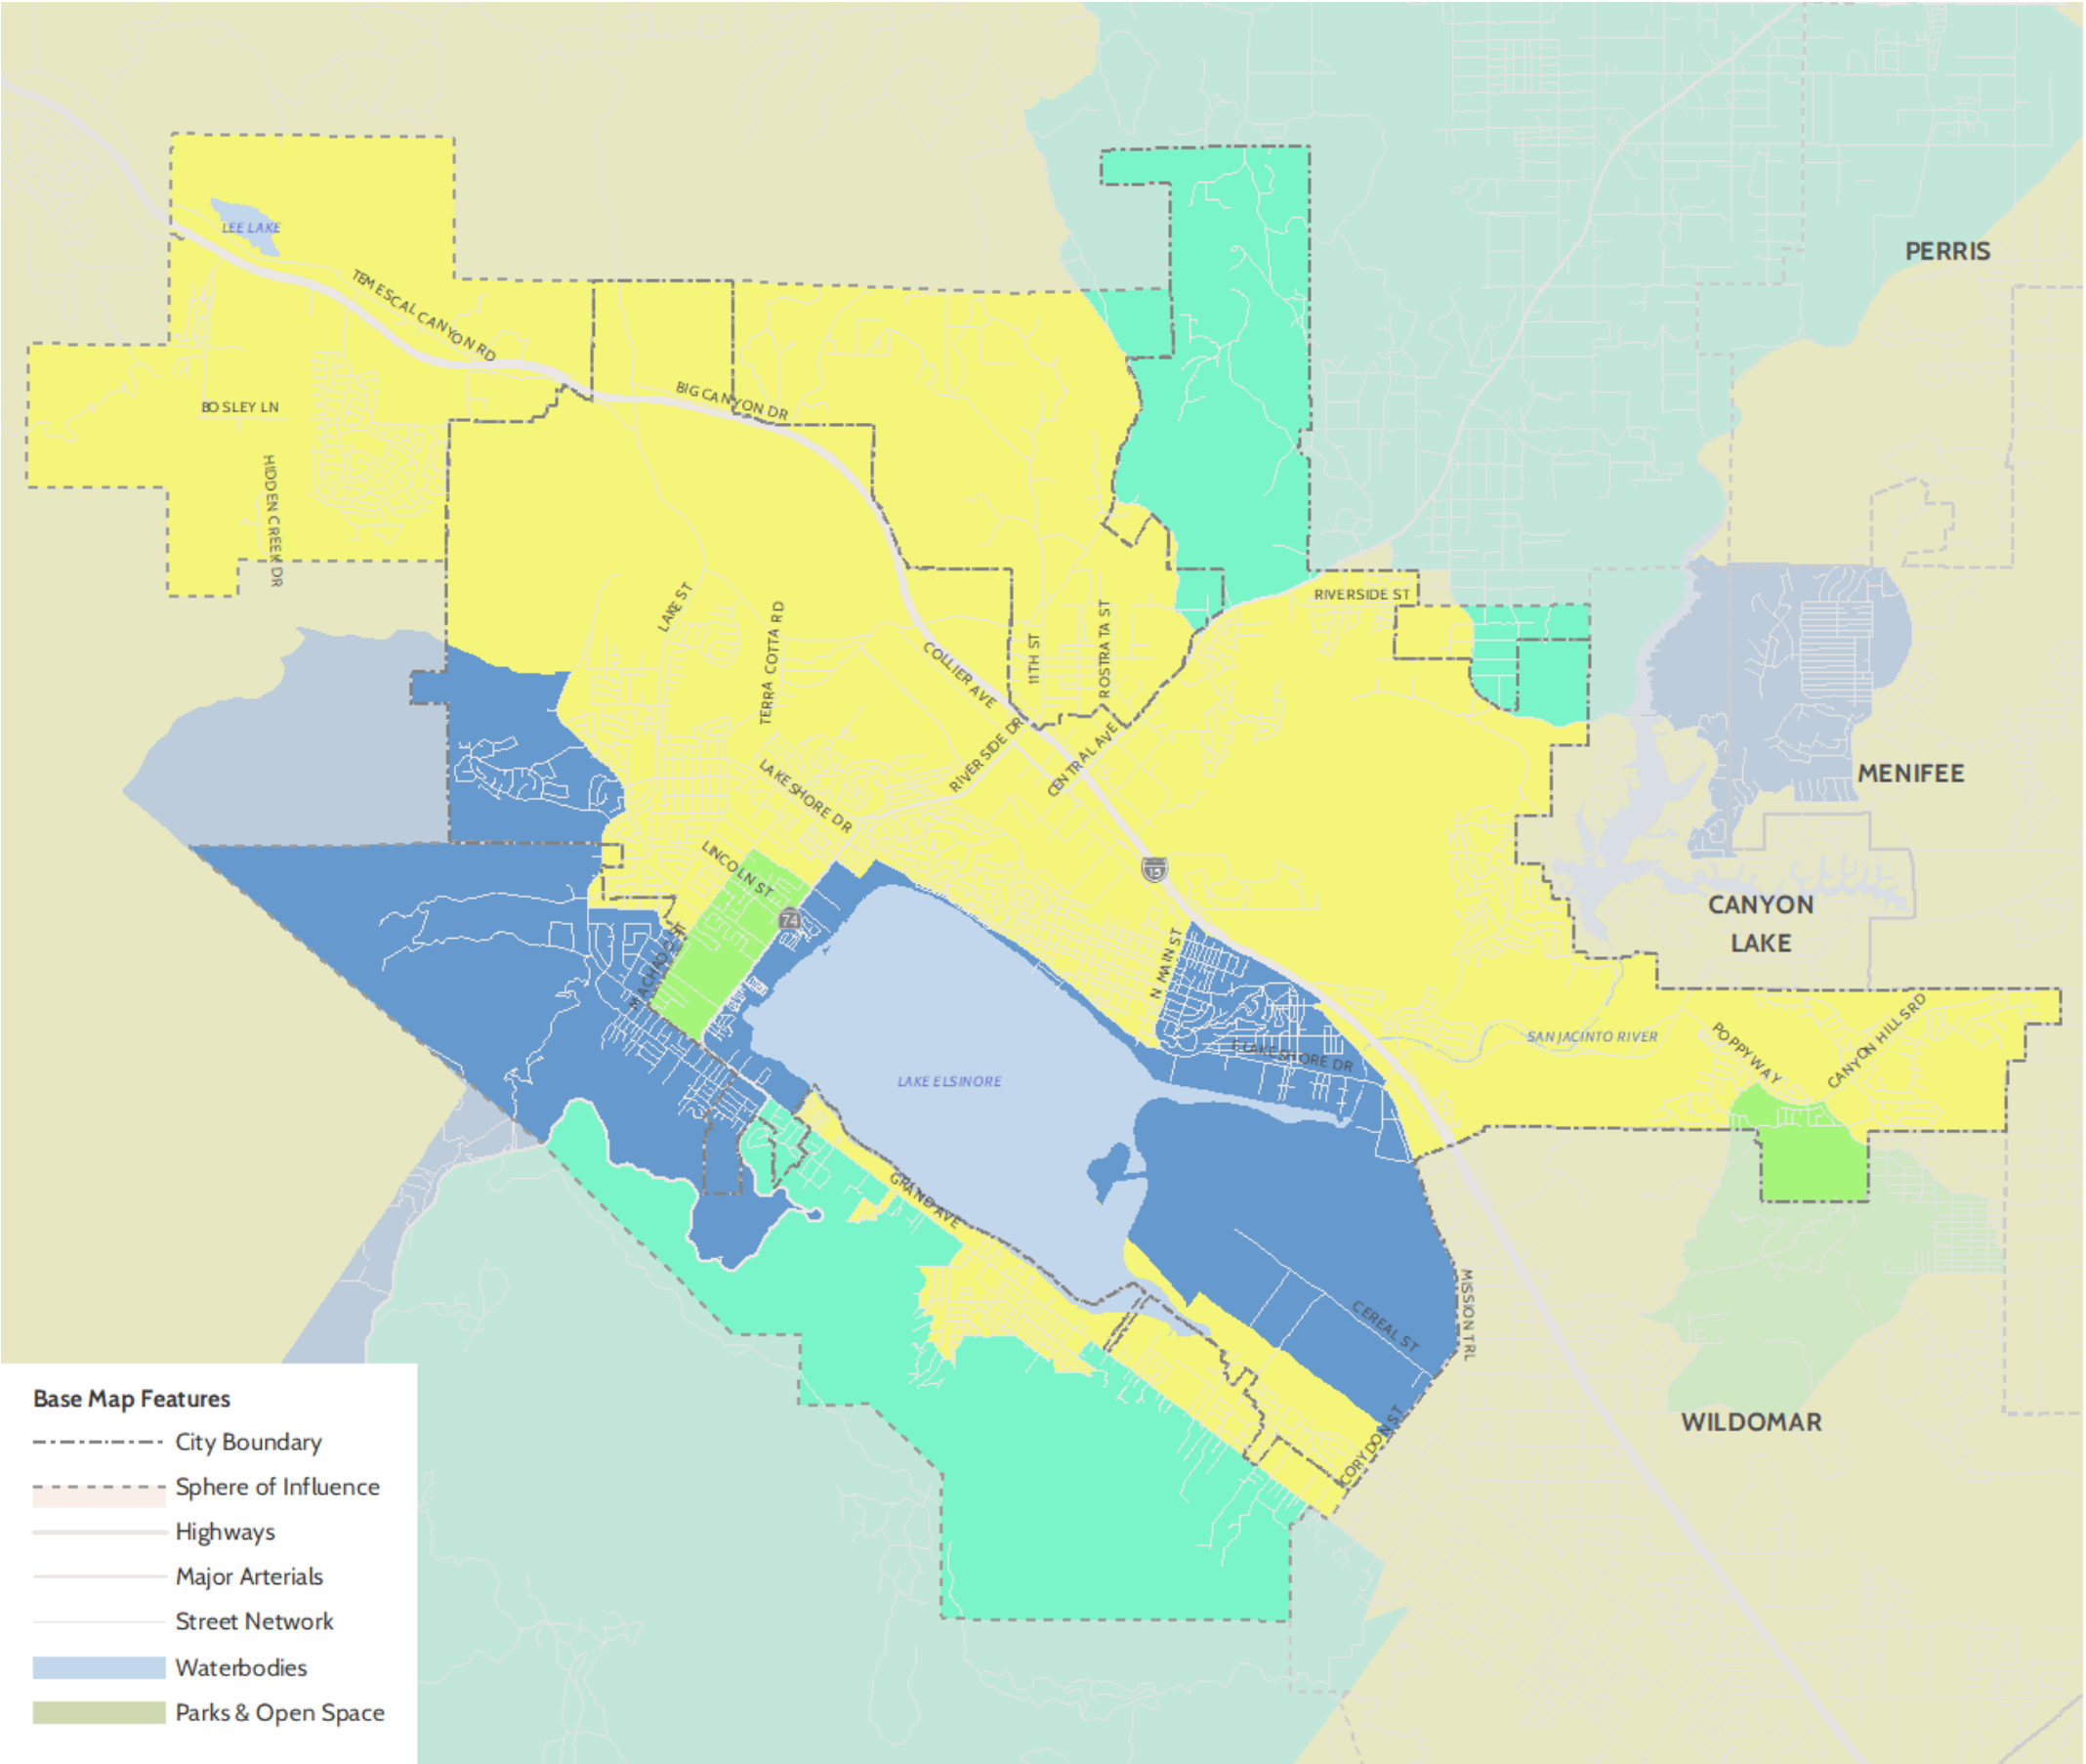 PERRIS
LEE LAKE
TEMESCAL CANYON RD
BIG CANYON DR
BOSLEY LN
HIDDEN CREEK DR
RIVERSIDE ST
LAKE ST
TERRA COTTA RD
COLLIER AVE
11TH ST
ROSTRATA ST
RIVERSIDE DR
CENTRAL AVE
MENIFEE
LAKESHORE DR
LINCOLN ST
15
74
CANYON
LAKE
MACHADO ST
N MAIN ST
E LAKESHORE DR
SAN JACINTO RIVER
POPPY WAY
CANYON HILLS RD
LAKE ELSINORE
GRAND AVE
CEREAL ST
MISSION TRL
CORYDON ST
WILDOMAR
Base Map Features
City Boundary
Sphere of Influence
Highways
Major Arterials
Street Network
Waterbodies
Parks & Open Space